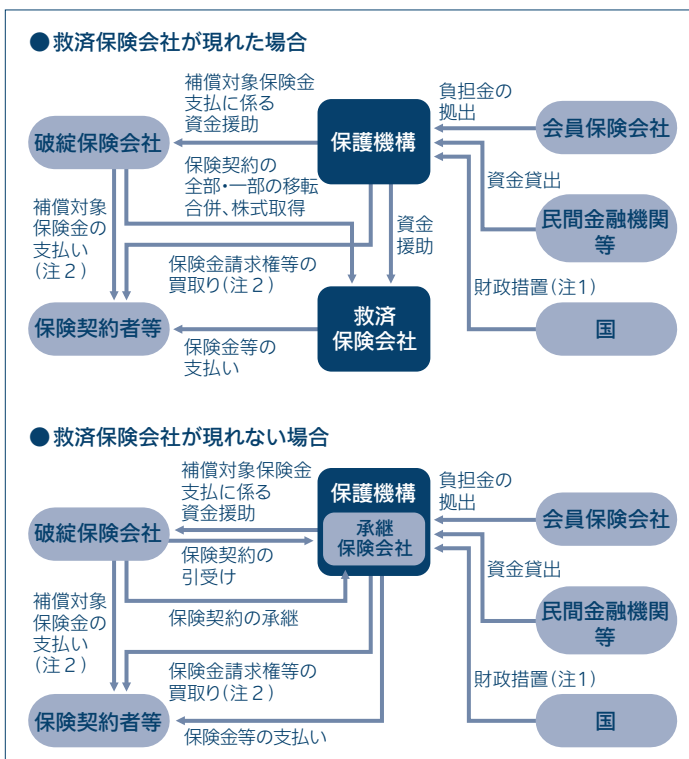 ●救済保険会社が現れた場合
補償対象保険金
支払に係る
資金援助
負担金の
拠出
破綻保険会社
保護機構
会員保険会社
保険契約の
全部・一部の移転
合併、株式取得
資金貸出
補償対象
保険金の
支払い
(注２)
資金
援助
民間金融機関
等
保険金請求権等の
買取り(注２)
財政措置(注1)
保険契約者等
救済
保険会社
国
保険金等の
支払い
●救済保険会社が現れない場合
補償対象保険金
支払に係る
資金援助
負担金の
拠出
破綻保険会社
保護機構
承継
保険会社
会員保険会社
保険契約の
引受け
資金貸出
補償対象
保険金の
支払い
(注２)
保険契約の承継
民間金融機関
等
保険金請求権等の
買取り(注２)
財政措置(注1)
保険契約者等
国
保険金等の支払い